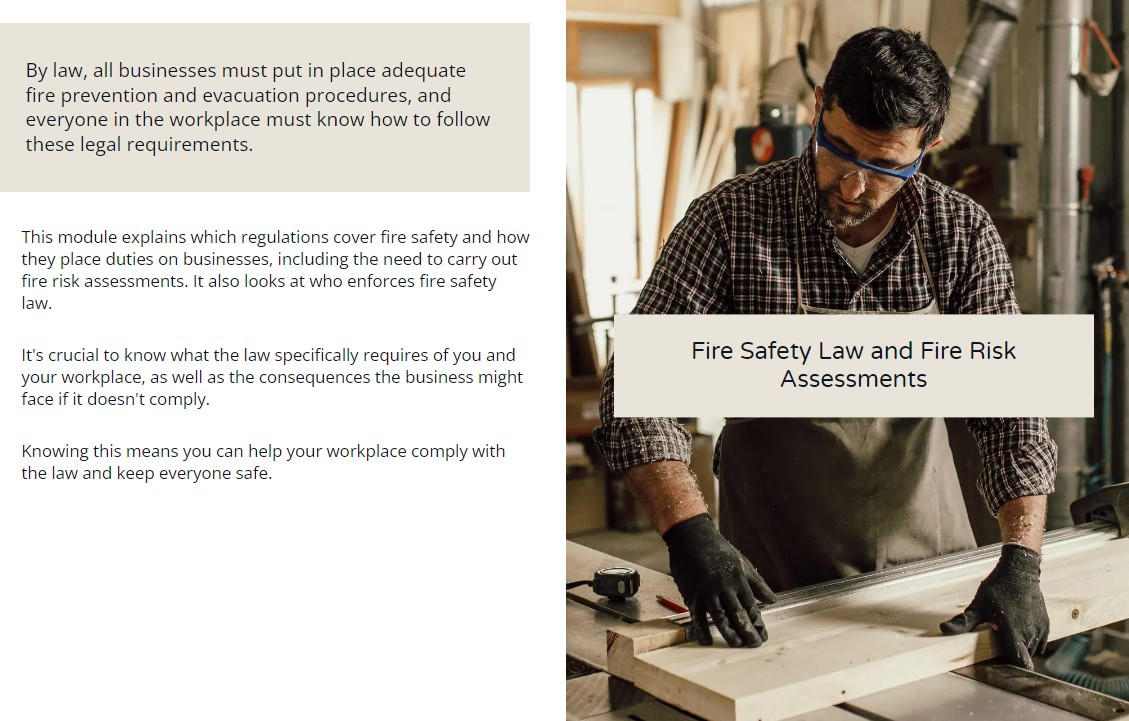 By law, all businesses must put in place adequate
fire prevention and evacuation procedures, and
everyone in the workplace must know how to follow
these legal requirements.
This module explains which regulations cover fire safety and how
they place duties on businesses, including the need to carry out
fire risk assessments. It also looks at who enforces fire safety
law.
It's crucial to know what the law specifically requires of you and
your workplace, as well as the consequences the business might
face if it doesn't comply.
Knowing this means you can help your workplace comply with
the law and keep everyone safe.
Fire Safety Law and Fire Risk
Assessments